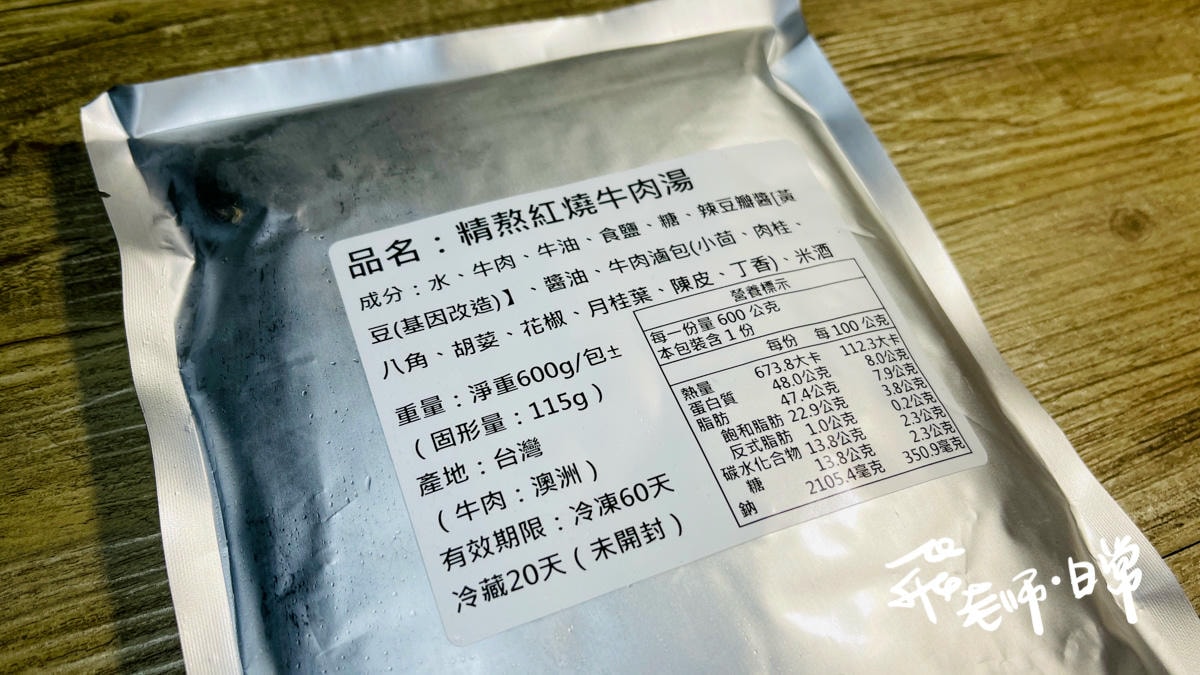 品名：精熬紅燒牛肉湯
成分：水、牛肉、牛油、食鹽、糖、辣豆瓣醬[黃
豆(基因改造)】、醬油、牛肉滷包(小茴、肉桂、
八角、胡荽、花椒、月桂葉、陳皮、丁香)、米酒
重量：淨重600g/包±
(固形量：115g)
產地：台灣
(牛肉：澳洲)
有效期限：冷凍60天
冷藏20天(未開封)
營養標示
每一份量 600 公克
本包裝含 1 份
每份 每 100 公克
熱量 673.8大卡 112.3大卡
蛋白質 48.0公克 8.0公克
脂肪 47.4公克 7.9公克
飽和脂肪 22.9公克 3.8公克
反式脂肪 1.0公克 0.2公克
碳水化合物 13.8公克 2.3公克
糖 13.8公克 2.3公克
鈉 2105.4毫克 350.9毫克
飛老師·日常